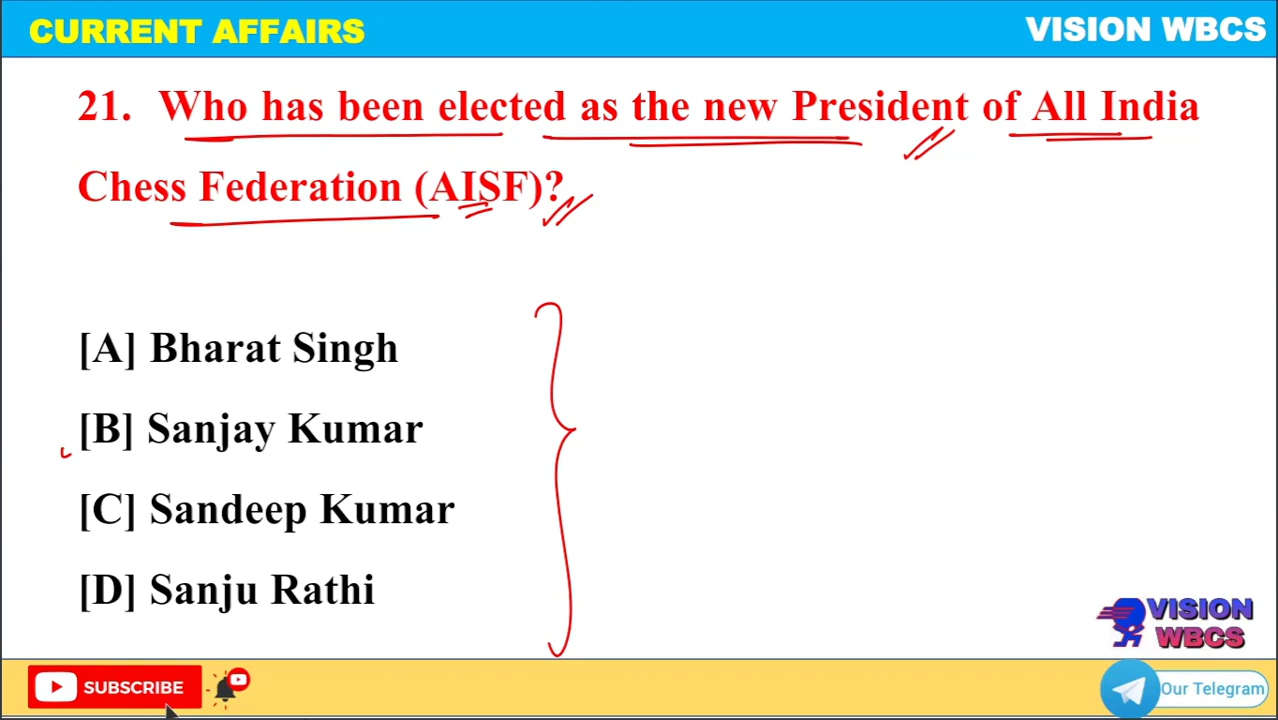 CURRENT AFFAIRS
VISION WBCS
21. Who has been elected as the new President of All India
Chess Federation (AISF)?
[A] Bharat Singh
[B] Sanjay Kumar
[C] Sandeep Kumar
[D] Sanju Rathi
VISION
WBCS
SUBSCRIBE
Our Telegram